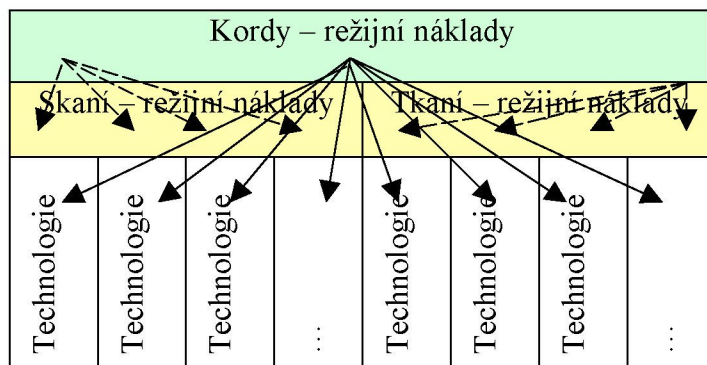 Kordy – režijní náklady
Skaní – režijní náklady
Tkaní – režijní náklady
Technologie
Technologie
Technologie
...
Technologie
Technologie
Technologie
...